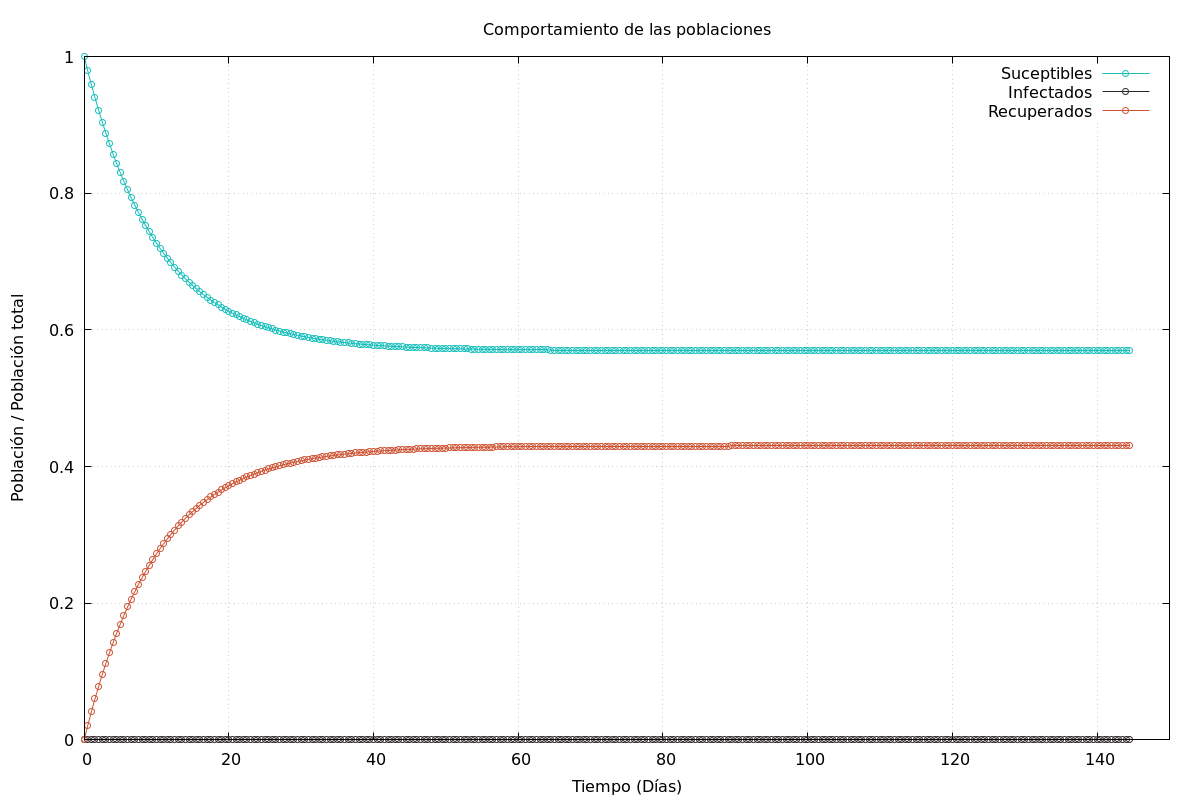 Comportamiento de las poblaciones
Suceptibles
Infectados
Recuperados
1
0.8
0.6
0.4
0.2
0
Población / Población total
0 20 40 60 80 100 120 140
Tiempo (Días)